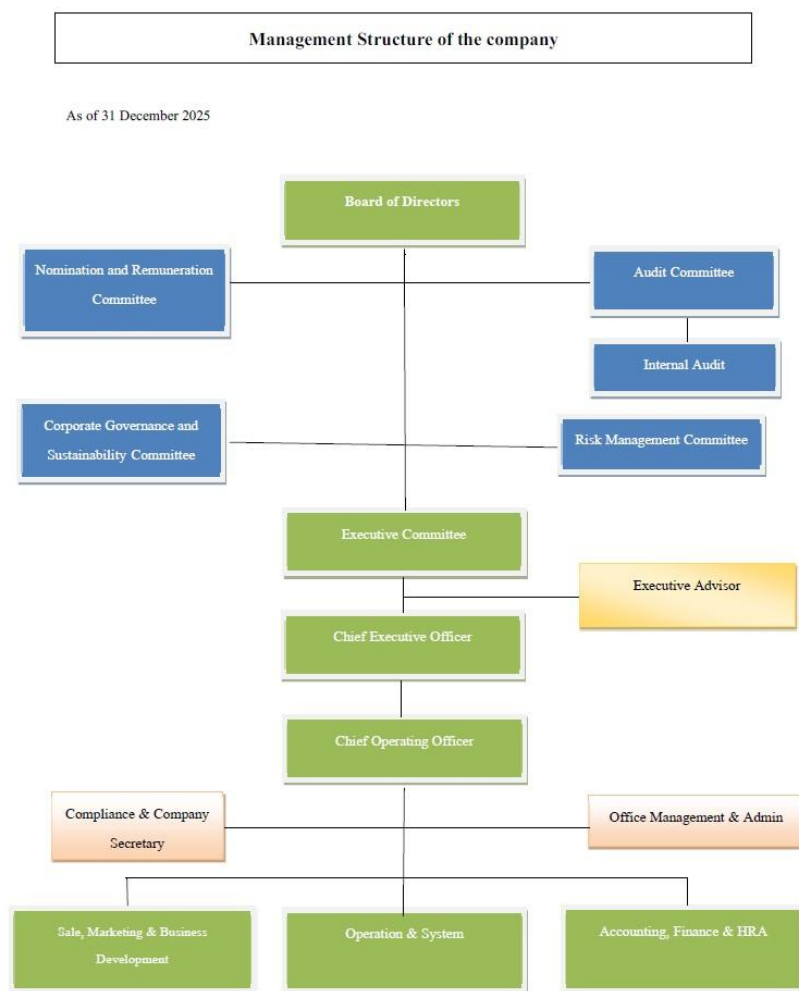 Management Structure of the company
As of 31 December 2025
Board of Directors
Nomination and Remuneration
Committee
Audit Committee
Internal Audit
Corporate Governance and
Sustainability Committee
Risk Management Committee
Executive Committee
Executive Advisor
Chief Executive Officer
Chief Operating Officer
Compliance & Company
Secretary
Office Management & Admin
Sale, Marketing & Business
Development
Operation & System
Accounting, Finance & HRA